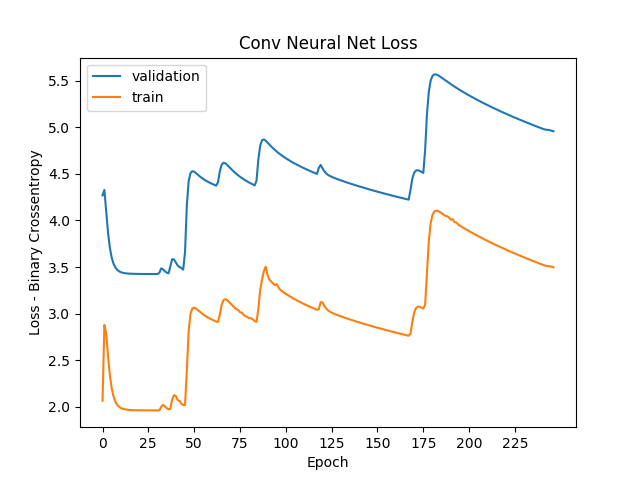 Conv Neural Net Loss
validation
train
5.5
5.0
4.5
4.0
3.5
3.0
2.5
2.0
Loss - Binary Crossentropy
0 25 50 75 100 125 150 175 200 225
Epoch